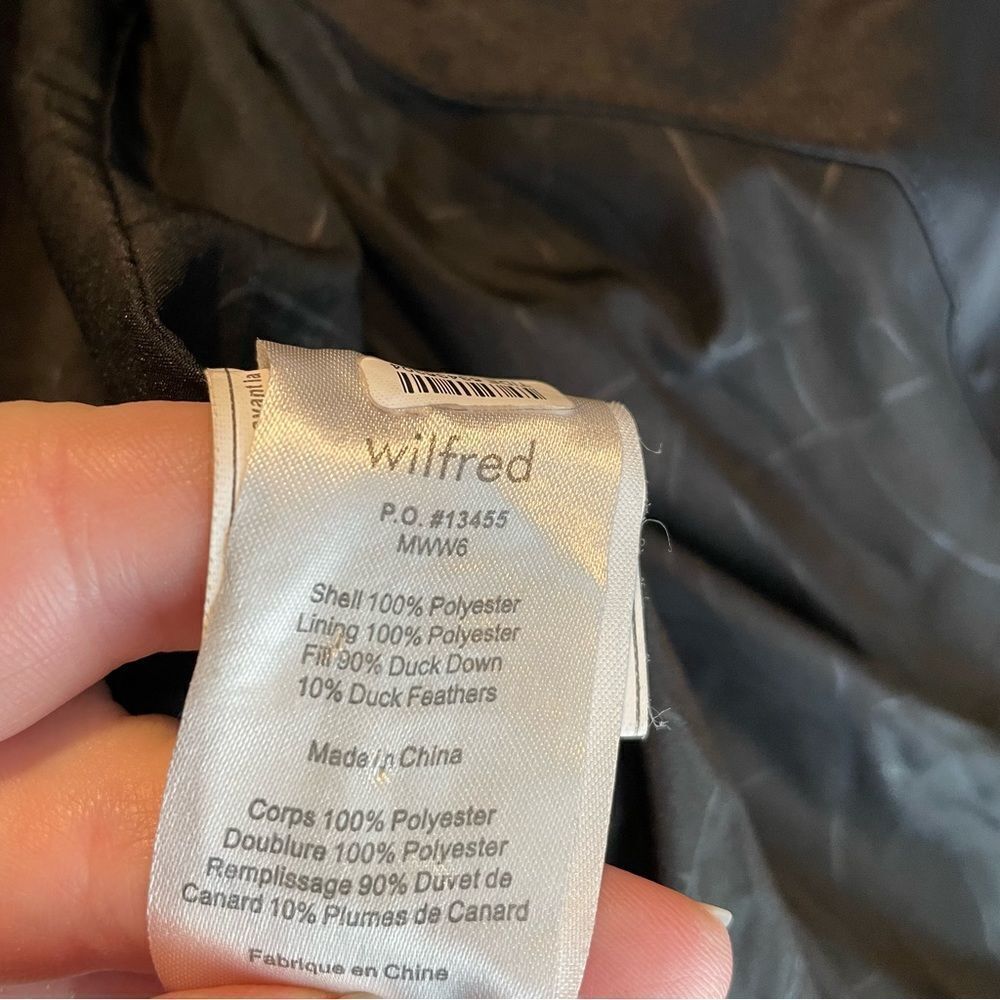 wilfred
P.O. #13455
MWW6
Shell 100% Polyester
Lining 100% Polyester
Fill 90% Duck Down
10% Duck Feathers
Made in China
Corps 100% Polyester
Doublure 100% Polyester
Remplissage 90% Duvet de
Canard 10% Plumes de Canard
Fabrique en Chine